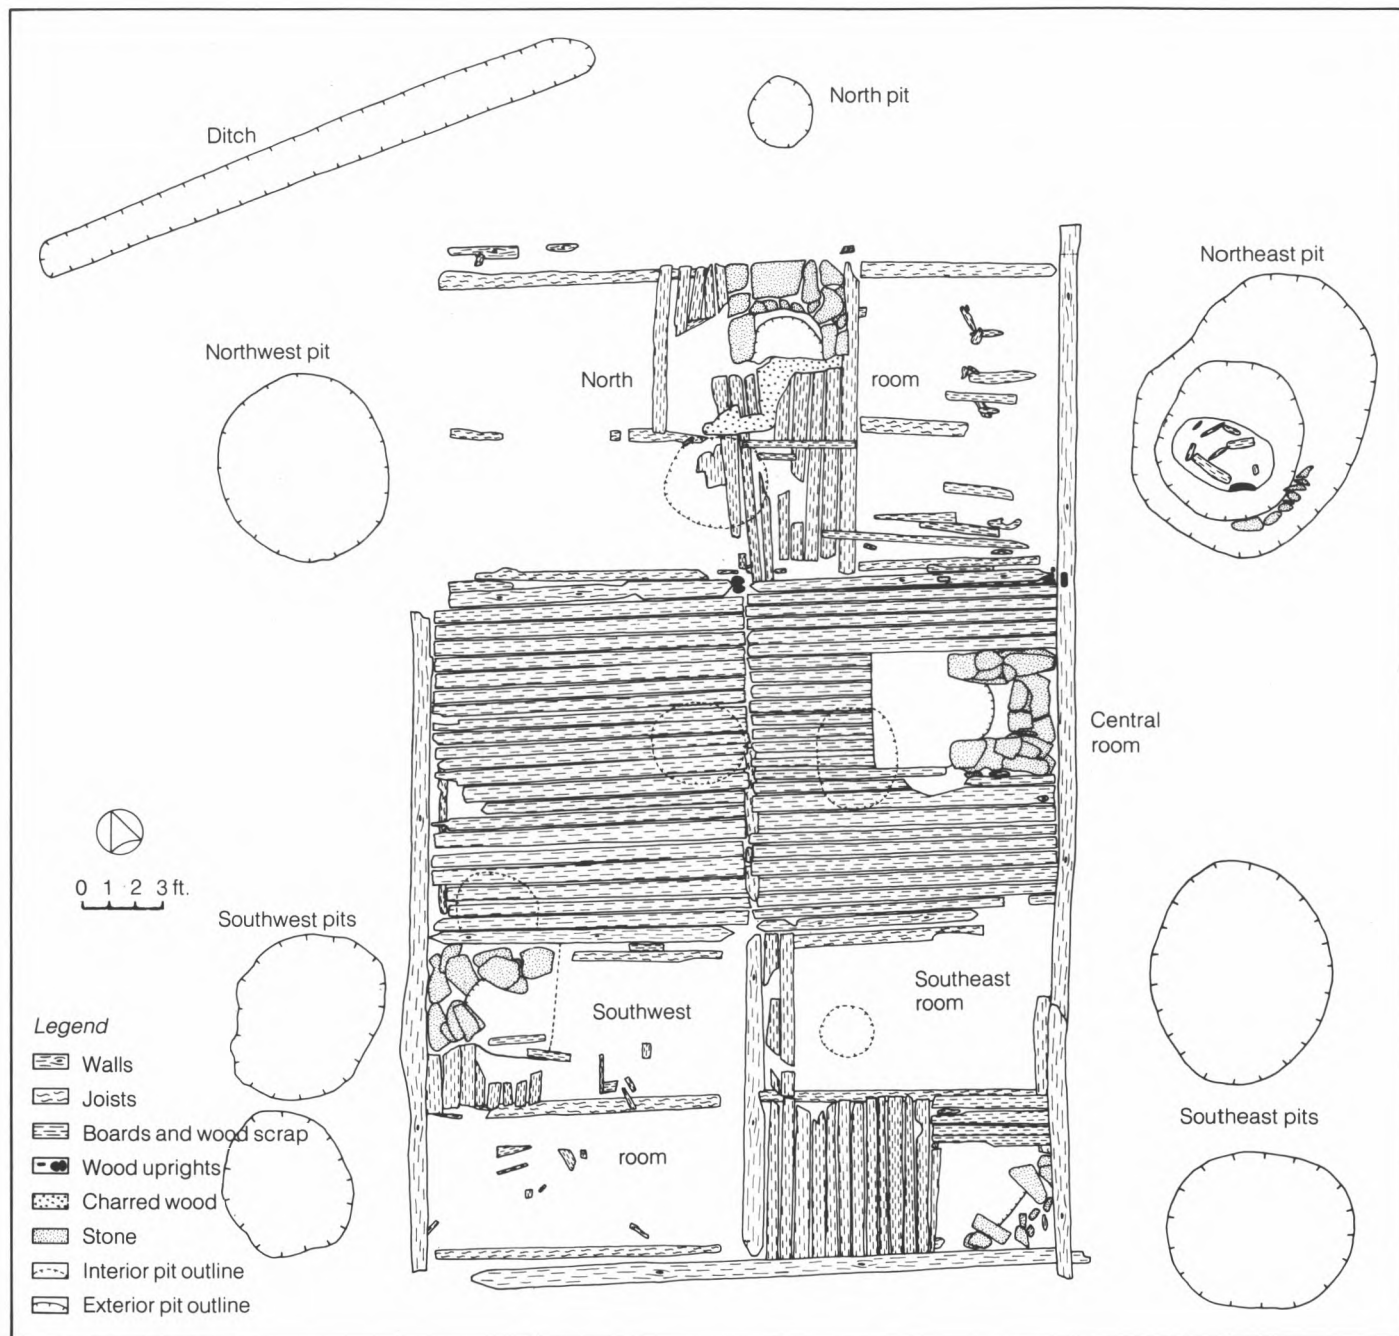 North pit
Ditch
Northeast pit
Northwest pit
North
room
Central
room
0 1 2 3 ft.
Southwest pits
Southeast
room
Southwest
Legend
Walls
Joists
Boards and wood scrap
Southeast pits
room
Wood uprights
Charred wood
Stone
Interior pit outline
Exterior pit outline